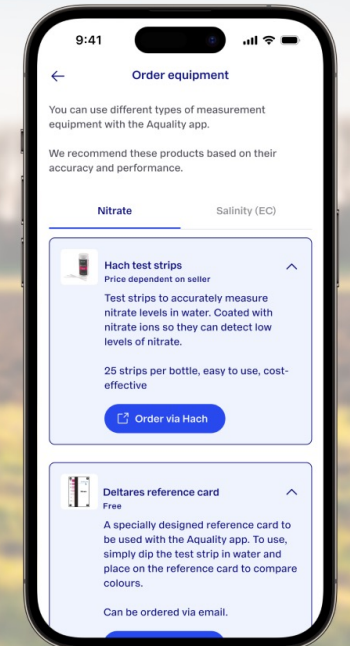 9:41
Order equipment
You can use different types of measurement
equipment with the Aquality app.
We recommend these products based on their
accuracy and performance.
Nitrate
Salinity (EC)
Hach test strips
Price dependent on seller
Test strips to accurately measure
nitrate levels in water. Coated with
nitrate ions so they can detect low
levels of nitrate.
25 strips per bottle, easy to use, cost-
effective
Order via Hach
Deltares reference card
Free
A specially designed reference card to
be used with the Aquality app. To use,
simply dip the test strip in water and
place on the reference card to compare
colours.
Can be ordered via email.